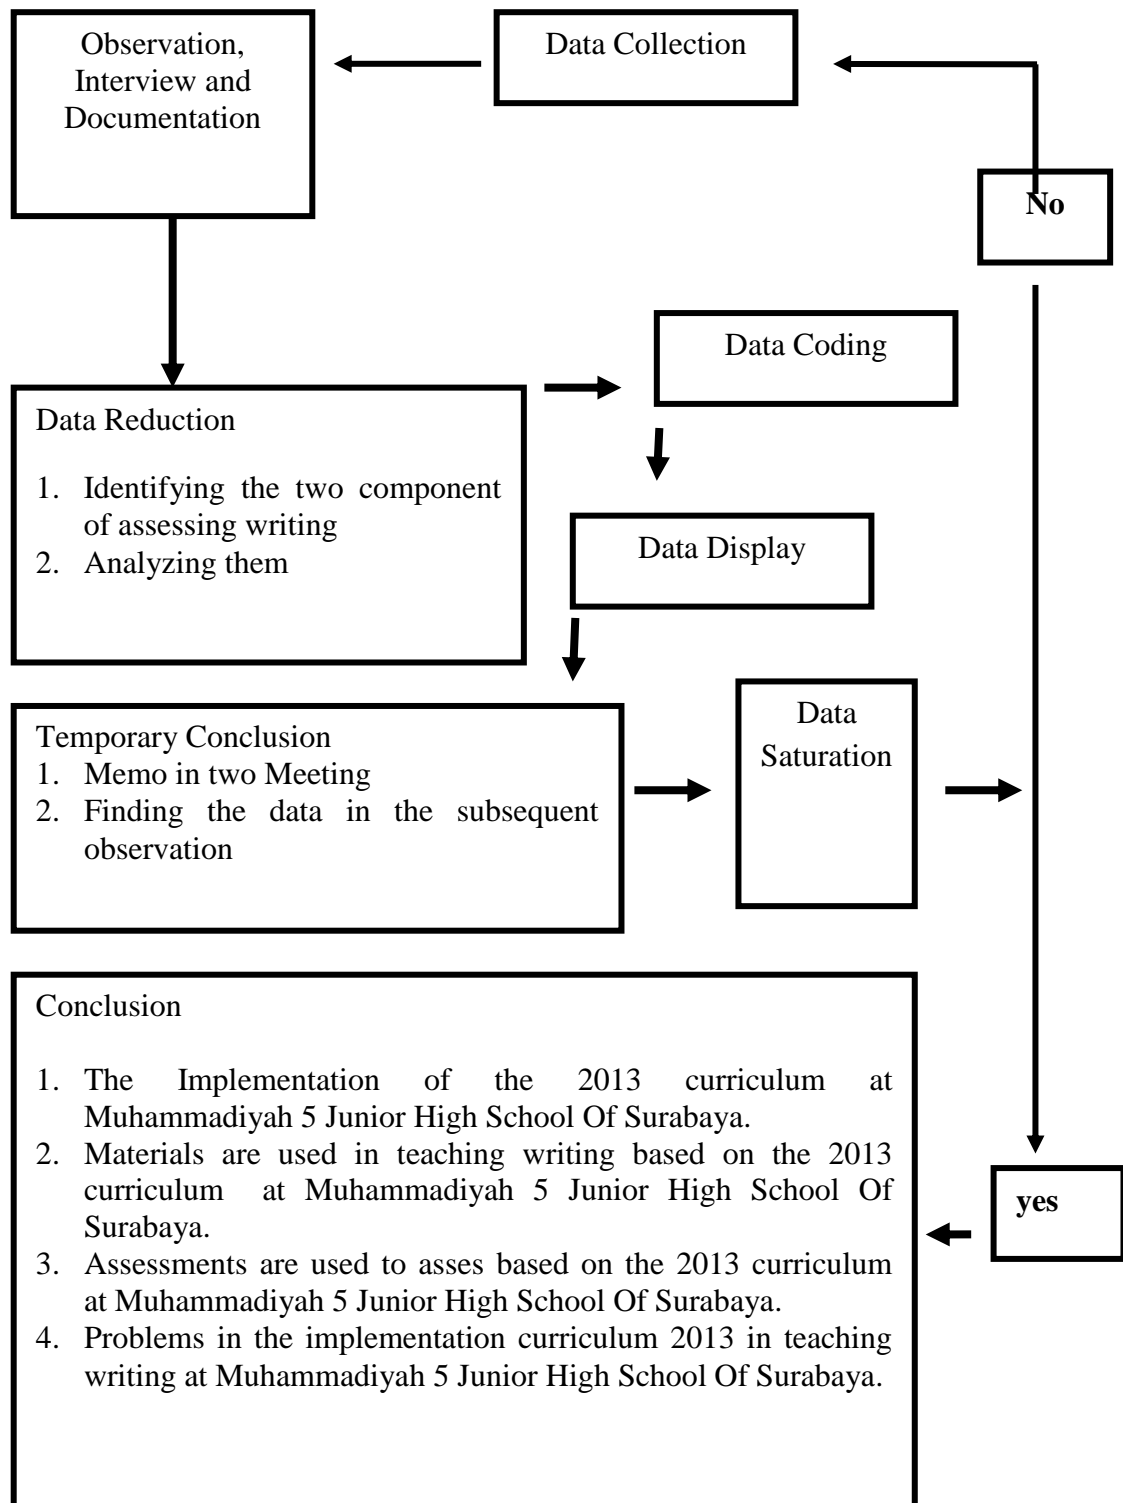 Observation,
Interview and
Documentation
Data Collection
No
Data Coding
Data Reduction
1. Identifying the two component
of assessing writing
2. Analyzing them
Data Display
Temporary Conclusion
1. Memo in two Meeting
2. Finding the data in the subsequent
observation
Data
Saturation
Conclusion
1. The Implementation of the 2013 curriculum at
Muhammadiyah 5 Junior High School Of Surabaya.
2. Materials are used in teaching writing based on the 2013
curriculum at Muhammadiyah 5 Junior High School Of
Surabaya.
3. Assessments are used to asses based on the 2013 curriculum
at Muhammadiyah 5 Junior High School Of Surabaya.
4. Problems in the implementation curriculum 2013 in teaching
writing at Muhammadiyah 5 Junior High School Of Surabaya.
yes